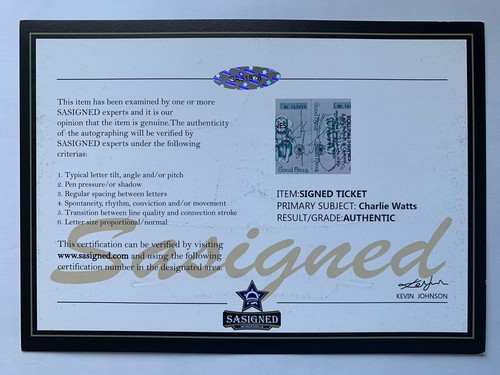 This item has been examined by one or more
SASIGNED experts and it is our
opinion that the item is genuine.The authenticity
of the autographing will be verified by
SASIGNED experts under the following
criterias:
1. Typical letter tilt, angle and/or pitch
2. Pen pressure/or shadow
3. Regular spacing between letters
4. Spontaneity, rhythm, conviction and/or movement
5. Transition between line quality and connection stroke
6. Letter size proportional/normal
This certification can be verified by visiting
www.sasigned.com and using the following
certification number in the designated area.
Good News
ITEM:SIGNED TICKET
PRIMARY SUBJECT: Charlie Watts
RESULT/GRADE:AUTHENTIC
Sasigned
KEVIN JOHNSON
SASIGNED